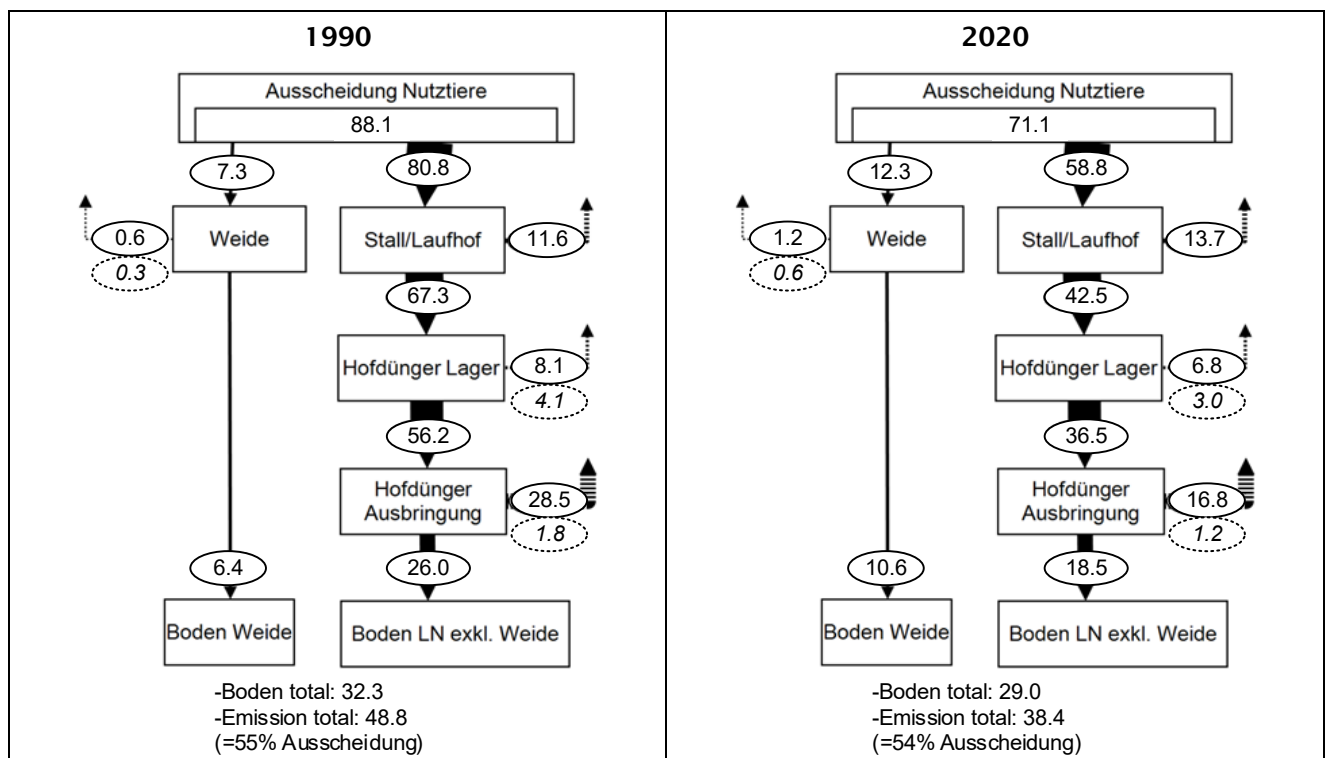 1990
Ausscheidung Nutztiere
88.1
7.3
80.8
0.6
Weide
Stall/Laufhof
11.6
0.3
67.3
Hofdünger Lager
8.1
4.1
56.2
Hofdünger
Ausbringung
28.5
1.8
6.4
26.0
Boden Weide
Boden LN exkl. Weide
-Boden total: 32.3
-Emission total: 48.8
(=55% Ausscheidung)
2020
Ausscheidung Nutztiere
71.1
12.3
58.8
1.2
Weide
Stall/Laufhof
13.7
0.6
42.5
Hofdünger Lager
6.8
3.0
36.5
Hofdünger
Ausbringung
16.8
1.2
10.6
18.5
Boden Weide
Boden LN exkl. Weide
-Boden total: 29.0
-Emission total: 38.4
(=54% Ausscheidung)